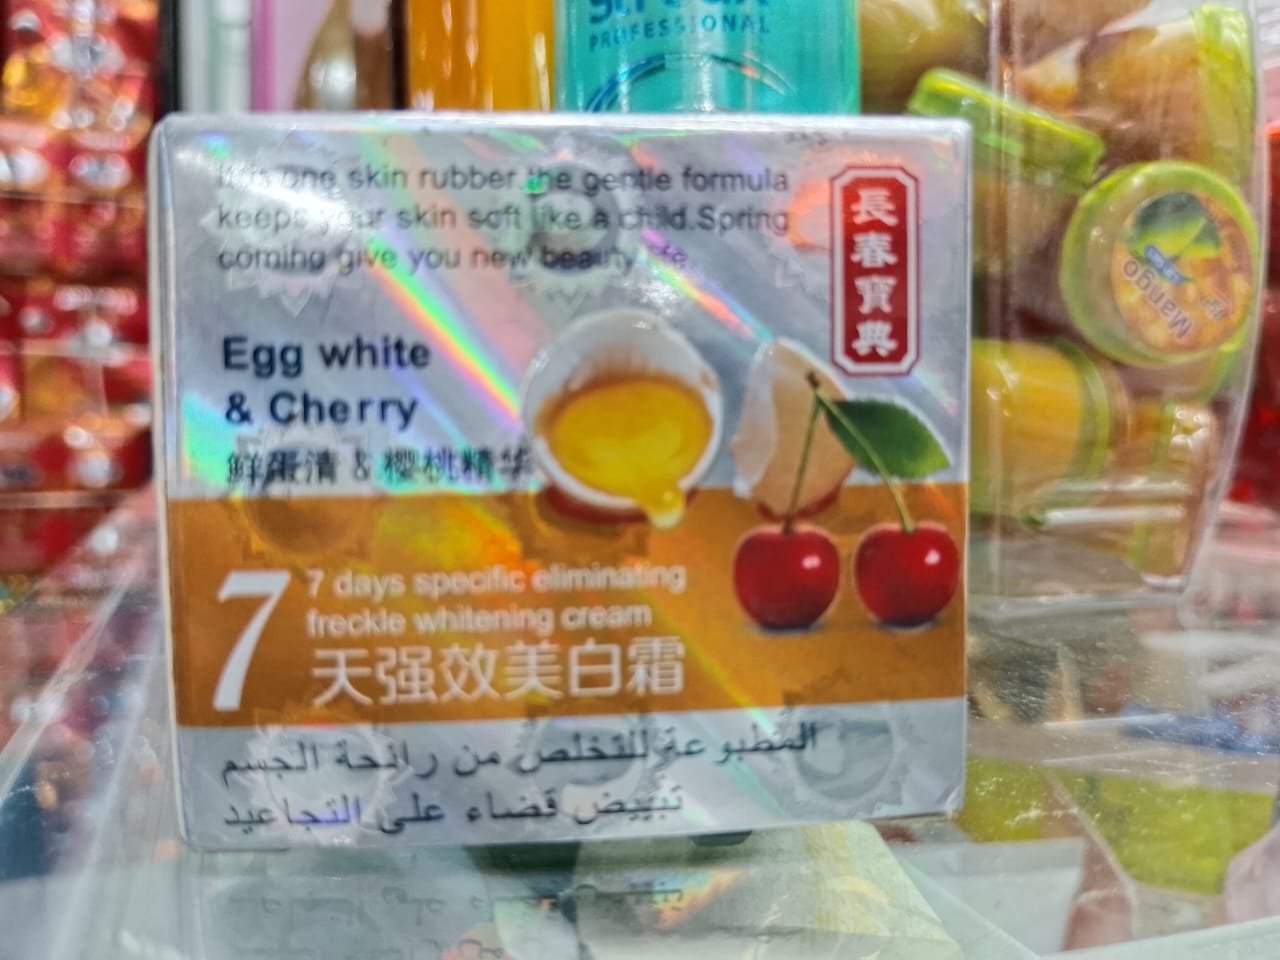 PROFESSIONAL
one skin rubber.the gentle formula
keeps your skin soft like a child.Spring
coming give you new beauty life
長春寶典
Egg white
& Cherry
鲜蛋清 & 樱桃精华
7
7 days specific eliminating
freckle whitening cream
天强效美白霜
المطبوعة للتخلص من رائحة الجسم
تبييض قضاء على التجاعيد
Mango